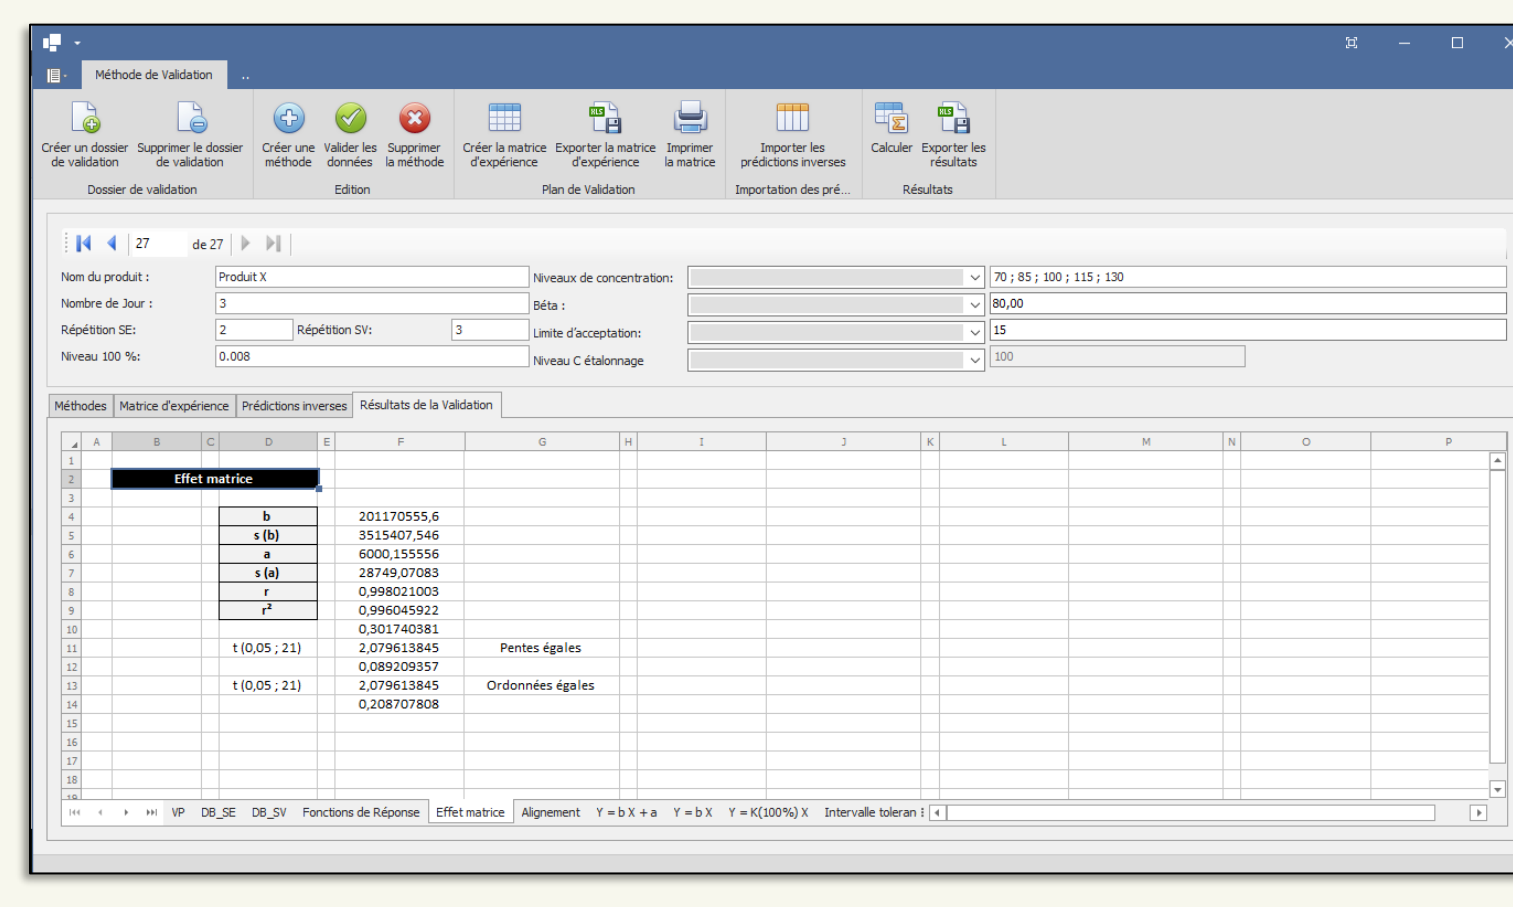 Méthode de Validation ..
Créer un dossier de validation
Supprimer le dossier de validation
Créer une méthode
Valider les données
Supprimer la méthode
Créer la matrice d'expérience
Exporter la matrice d'expérience
Imprimer la matrice
Importer les prédictions inverses
Calculer
Exporter les résultats
Dossier de validation
Edition
Plan de Validation
Importation des pré...
Résultats
27 de 27
Nom du produit : Produit X
Niveaux de concentration: 70 ; 85 ; 100 ; 115 ; 130
Nombre de Jour : 3
Béta : 80,00
Répétition SE: 2 Répétition SV: 3
Limite d'acceptation: 15
Niveau 100 %: 0.008
Niveau C étalonnage 100
Méthodes Matrice d'expérience Prédictions inverses Résultats de la Validation
A B C D E F G H I J K L M N O P
1
2 Effet matrice
3
4 b 201170555,6
5 s (b) 3515407,546
6 a 6000,155556
7 s (a) 28749,07083
8 r 0,998021003
9 r² 0,996045922
10 0,301740381
11 t (0,05 ; 21) 2,079613845 Pentes égales
12 0,089209357
13 t (0,05 ; 21) 2,079613845 Ordonnées égales
14 0,208707808
15
16
17
18
19
VP DB_SE DB_SV Fonctions de Réponse Effet matrice Alignement Y = b X + a Y = b X Y = K(100%) X Intervalle toleran